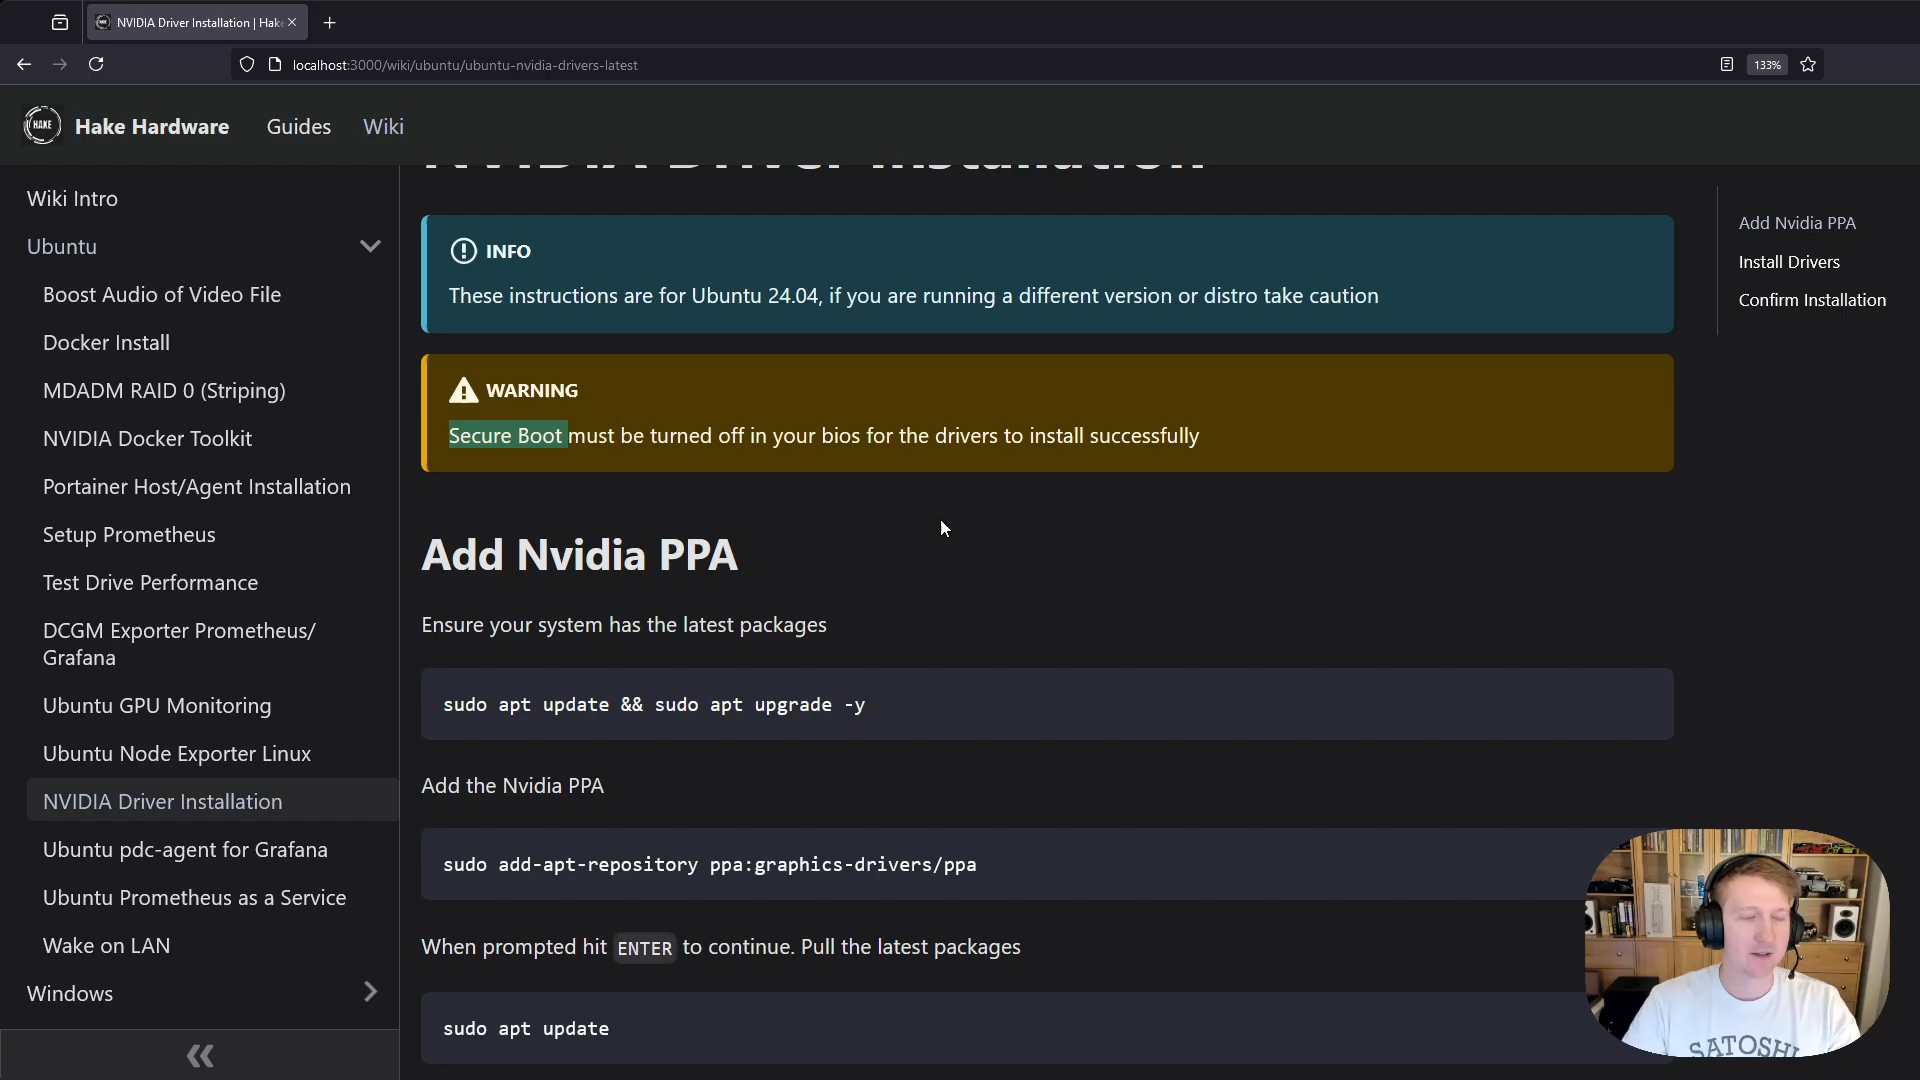 NVIDIA Driver Installation | Hak
localhost:3000/wiki/ubuntu/ubuntu-nvidia-drivers-latest
133%
HAKE
Hake Hardware
Guides
Wiki
NVIDIA Driver Installation
Wiki Intro
Ubuntu
Boost Audio of Video File
Docker Install
MDADM RAID 0 (Striping)
NVIDIA Docker Toolkit
Portainer Host/Agent Installation
Setup Prometheus
Test Drive Performance
DCGM Exporter Prometheus/
Grafana
Ubuntu GPU Monitoring
Ubuntu Node Exporter Linux
NVIDIA Driver Installation
Ubuntu pdc-agent for Grafana
Ubuntu Prometheus as a Service
Wake on LAN
Windows
INFO
These instructions are for Ubuntu 24.04, if you are running a different version or distro take caution
WARNING
Secure Boot must be turned off in your bios for the drivers to install successfully
Add Nvidia PPA
Ensure your system has the latest packages
sudo apt update && sudo apt upgrade -y
Add the Nvidia PPA
sudo add-apt-repository ppa:graphics-drivers/ppa
When prompted hit ENTER to continue. Pull the latest packages
sudo apt update
Add Nvidia PPA
Install Drivers
Confirm Installation
SATOSHI